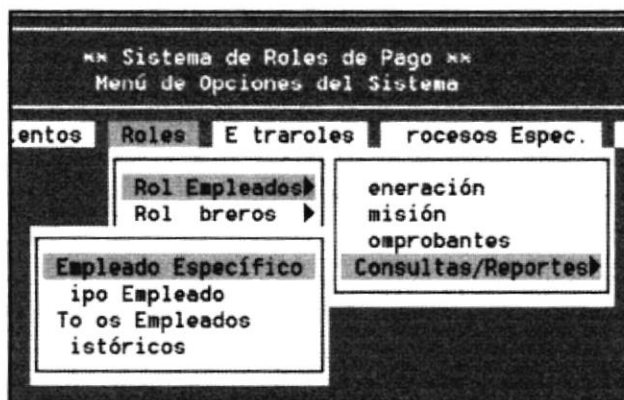 ** Sistema de Roles de Pago **
Menú de Opciones del Sistema
entos Roles E traroles rocesos Espec.
Rol Empleados
Rol breros
eneración
misión
omprobantes
Consultas/Reportes
Empleado Específico
ipo Empleado
To os Empleados
istóricos